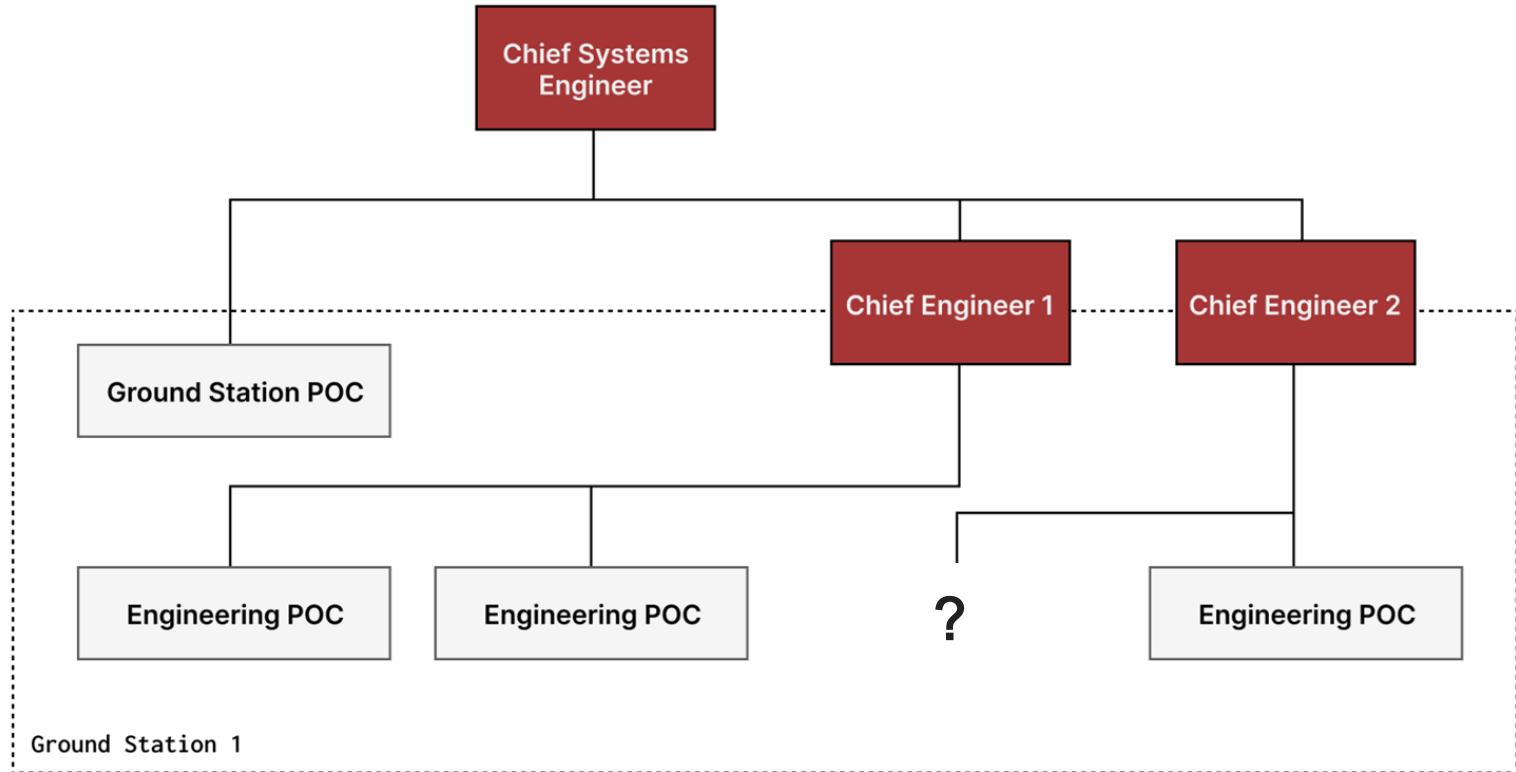 Chief Systems
Engineer
Chief Engineer 1
Chief Engineer 2
Ground Station POC
Engineering POC
Engineering POC
?
Engineering POC
Ground Station 1